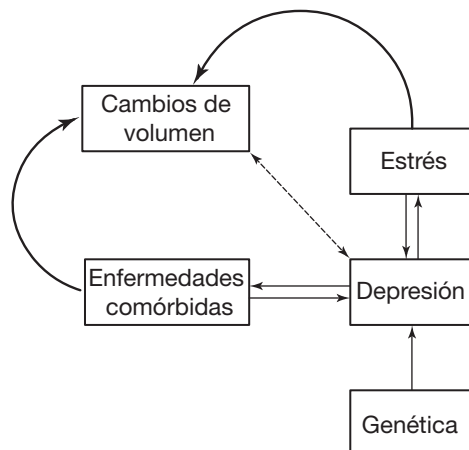 Cambios de
volumen
Estrés
Enfermedades
comórbidas
Depresión
Genética